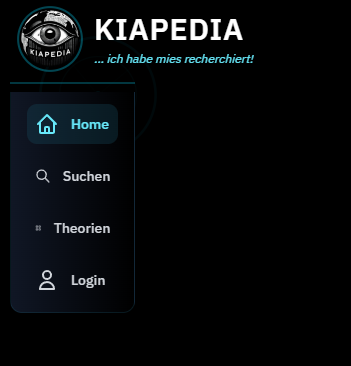 KIAPEDIA
KIAPEDIA
... ich habe mies recherchiert!
Home
Suchen
Theorien
Login